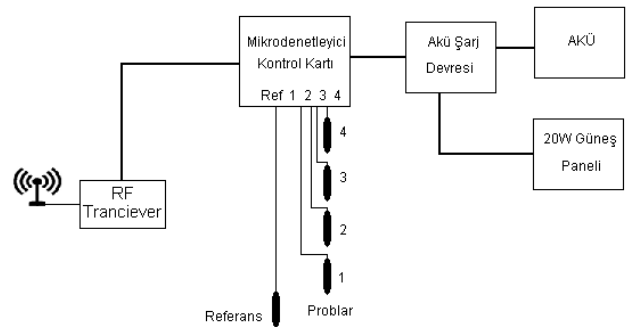 Mikrodenetleyici
Kontrol Kartı
Ref 1 2 3 4
Akü Şarj
Devresi
AKÜ
20W Güneş
Paneli
RF
Tranciever
4
3
2
1
Referans
Problar